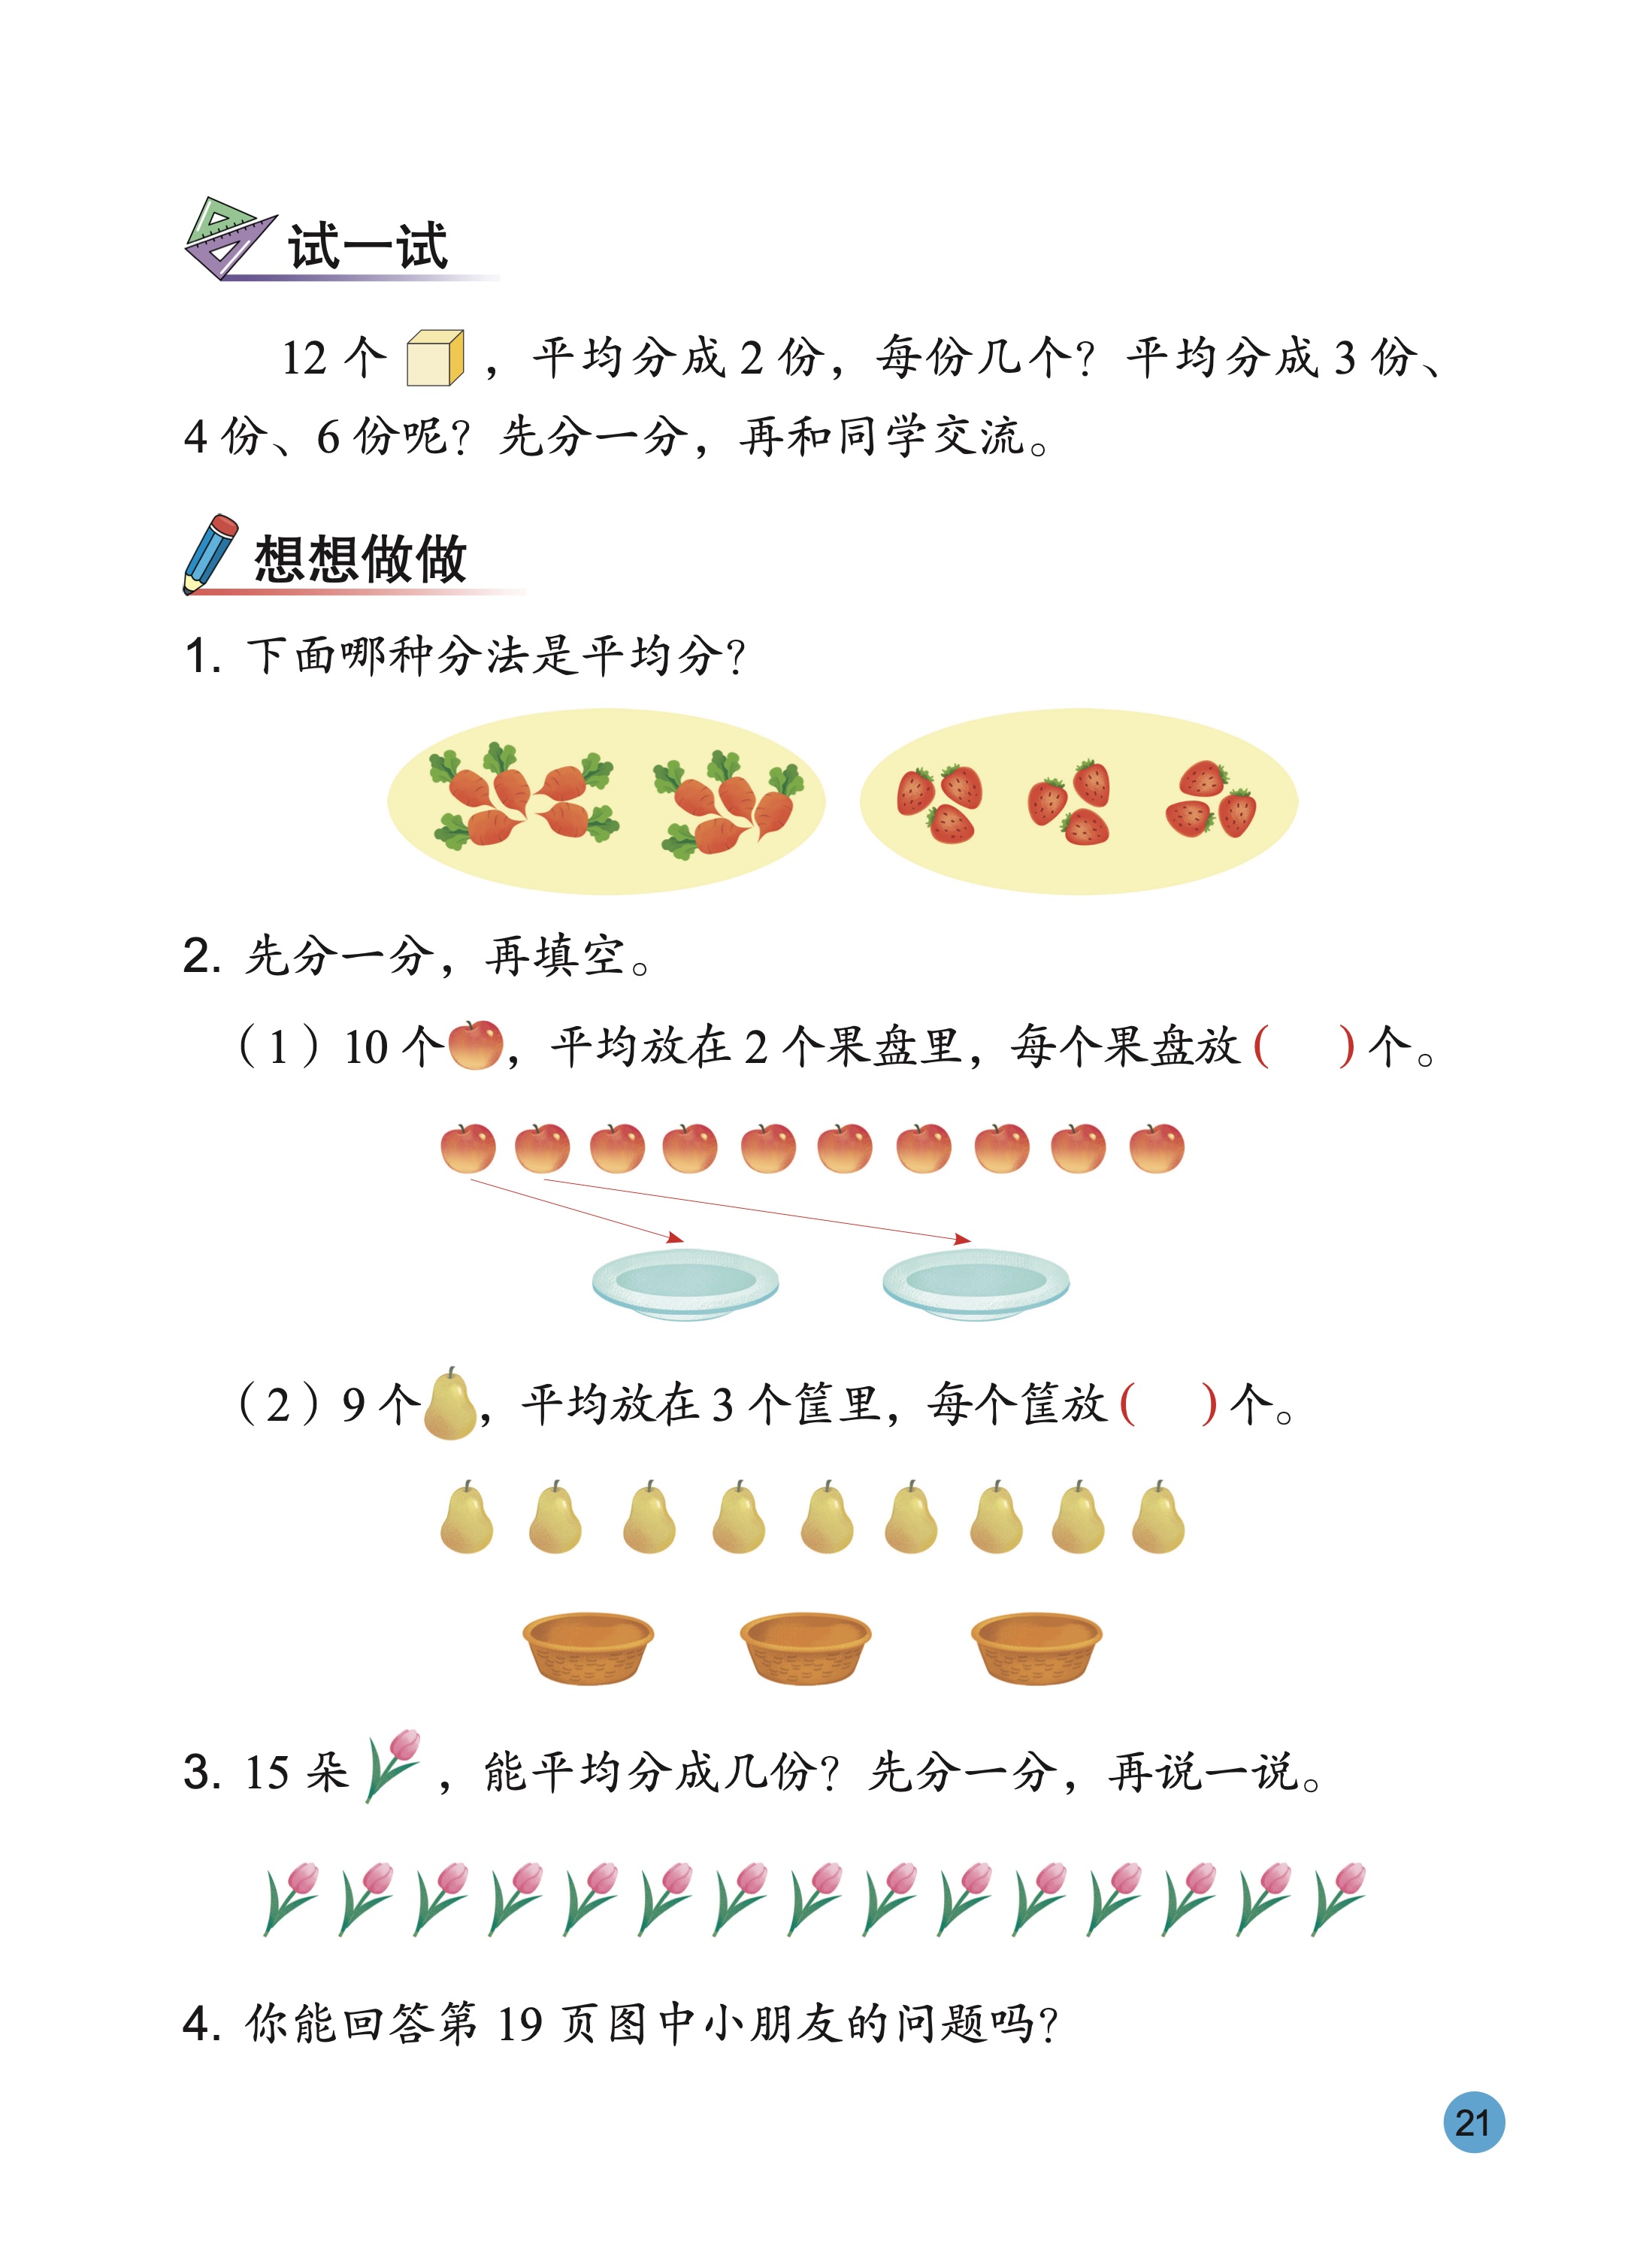 试一试
12 个 ，平均分成 2 份，每份几个？平均分成 3 份、
4 份、6 份呢？先分一分，再和同学交流。
想想做做
1. 下面哪种分法是平均分？
2. 先分一分，再填空。
（1）10 个 ，平均放在 2 个果盘里，每个果盘放（ ）个。
（2）9 个 ，平均放在 3 个筐里，每个筐放（ ）个。
3. 15 朵 ，能平均分成几份？先分一分，再说一说。
4. 你能回答第 19 页图中小朋友的问题吗？
21